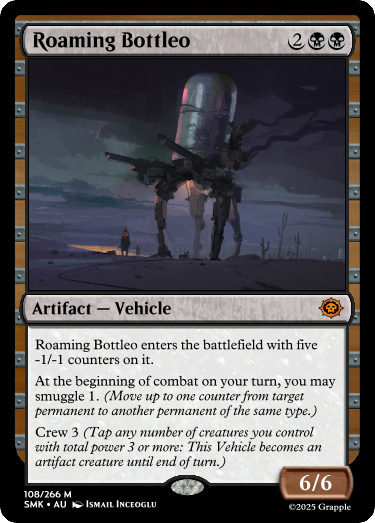 Roaming Bottleo 2
Artifact — Vehicle
Roaming Bottleo enters the battlefield with five
-1/-1 counters on it.
At the beginning of combat on your turn, you may
smuggle 1. (Move up to one counter from target
permanent to another permanent of the same type.)
Crew 3 (Tap any number of creatures you control
with total power 3 or more: This Vehicle becomes an
artifact creature until end of turn.)
6/6
108/266 M
SMK • AU Ismail Inceoglu
©2025 Grapple